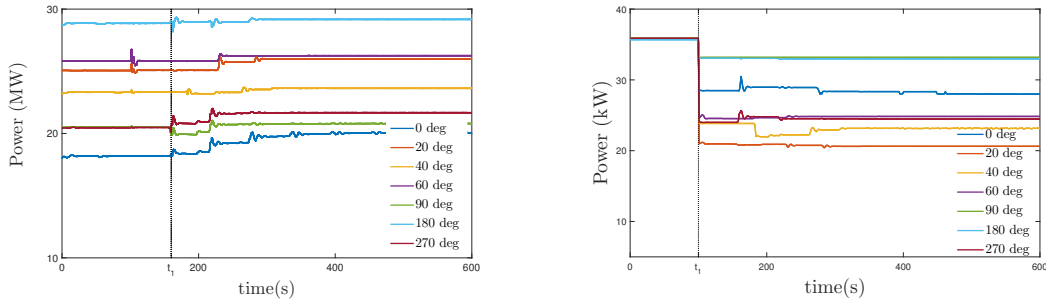 30
20
10
Power (MW)
0
t1
200
400
600
time(s)
0 deg
20 deg
40 deg
60 deg
90 deg
180 deg
270 deg
40
30
20
10
Power (kW)
0
t1
200
400
600
time(s)
0 deg
20 deg
40 deg
60 deg
90 deg
180 deg
270 deg